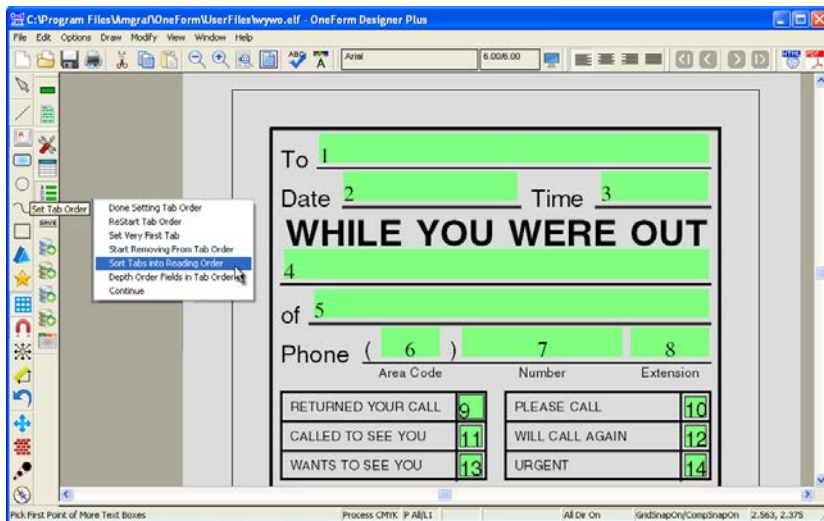 C:\Program Files\Amgraf\OneForm\UserFiles\wywo.elf - OneForm Designer Plus
File Edit Options Draw Modify View Window Help
ABC A Arial 6.00/6.00 HTML PDF
To 1
Date 2 Time 3
Set Tab Order
SAVE
Done Setting Tab Order
ReStart Tab Order
Set Very First Tab
Start Removing From Tab Order
Sort Tabs into Reading Order
Depth Order Fields in Tab Order
Continue
WHILE YOU WERE OUT
4
of 5
Phone ( 6 ) 7 8
Area Code Number Extension
RETURNED YOUR CALL 9 PLEASE CALL 10
CALLED TO SEE YOU 11 WILL CALL AGAIN 12
WANTS TO SEE YOU 13 URGENT 14
Pick First Point of More Text Boxes Process CMYK P All/L1 All Dir On GridSnapOn/CompSnapOn 2.563, 2.375